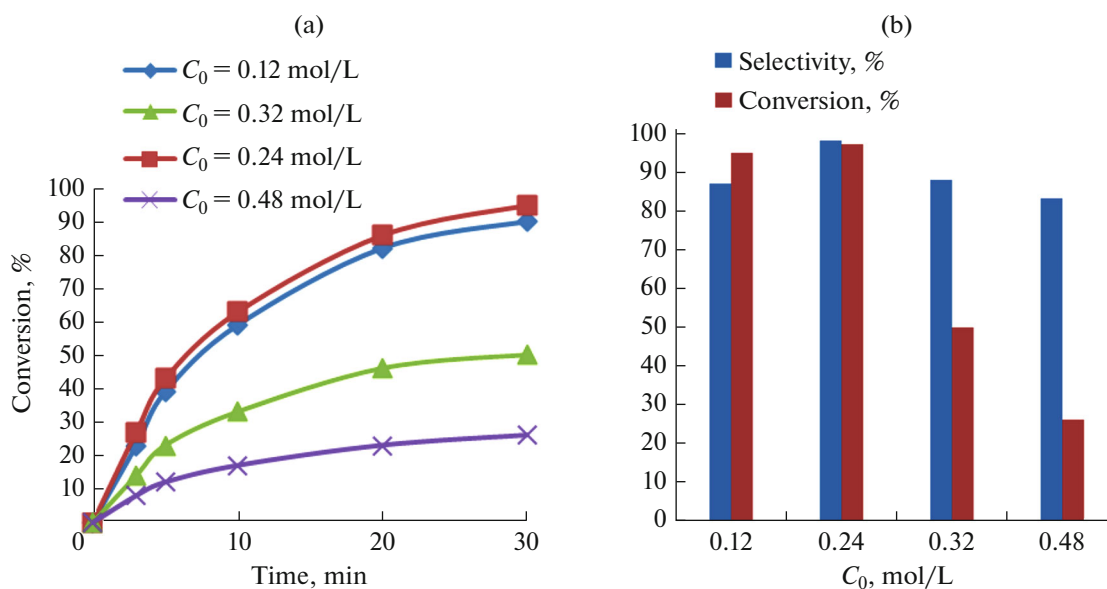 (a)
C0 = 0.12 mol/L
C0 = 0.32 mol/L
C0 = 0.24 mol/L
C0 = 0.48 mol/L
Conversion, %
100
90
80
70
60
50
40
30
20
10
0
10
20
30
Time, min
(b)
Selectivity, %
Conversion, %
100
90
80
70
60
50
40
30
20
10
0
0.12
0.24
0.32
0.48
C0, mol/L